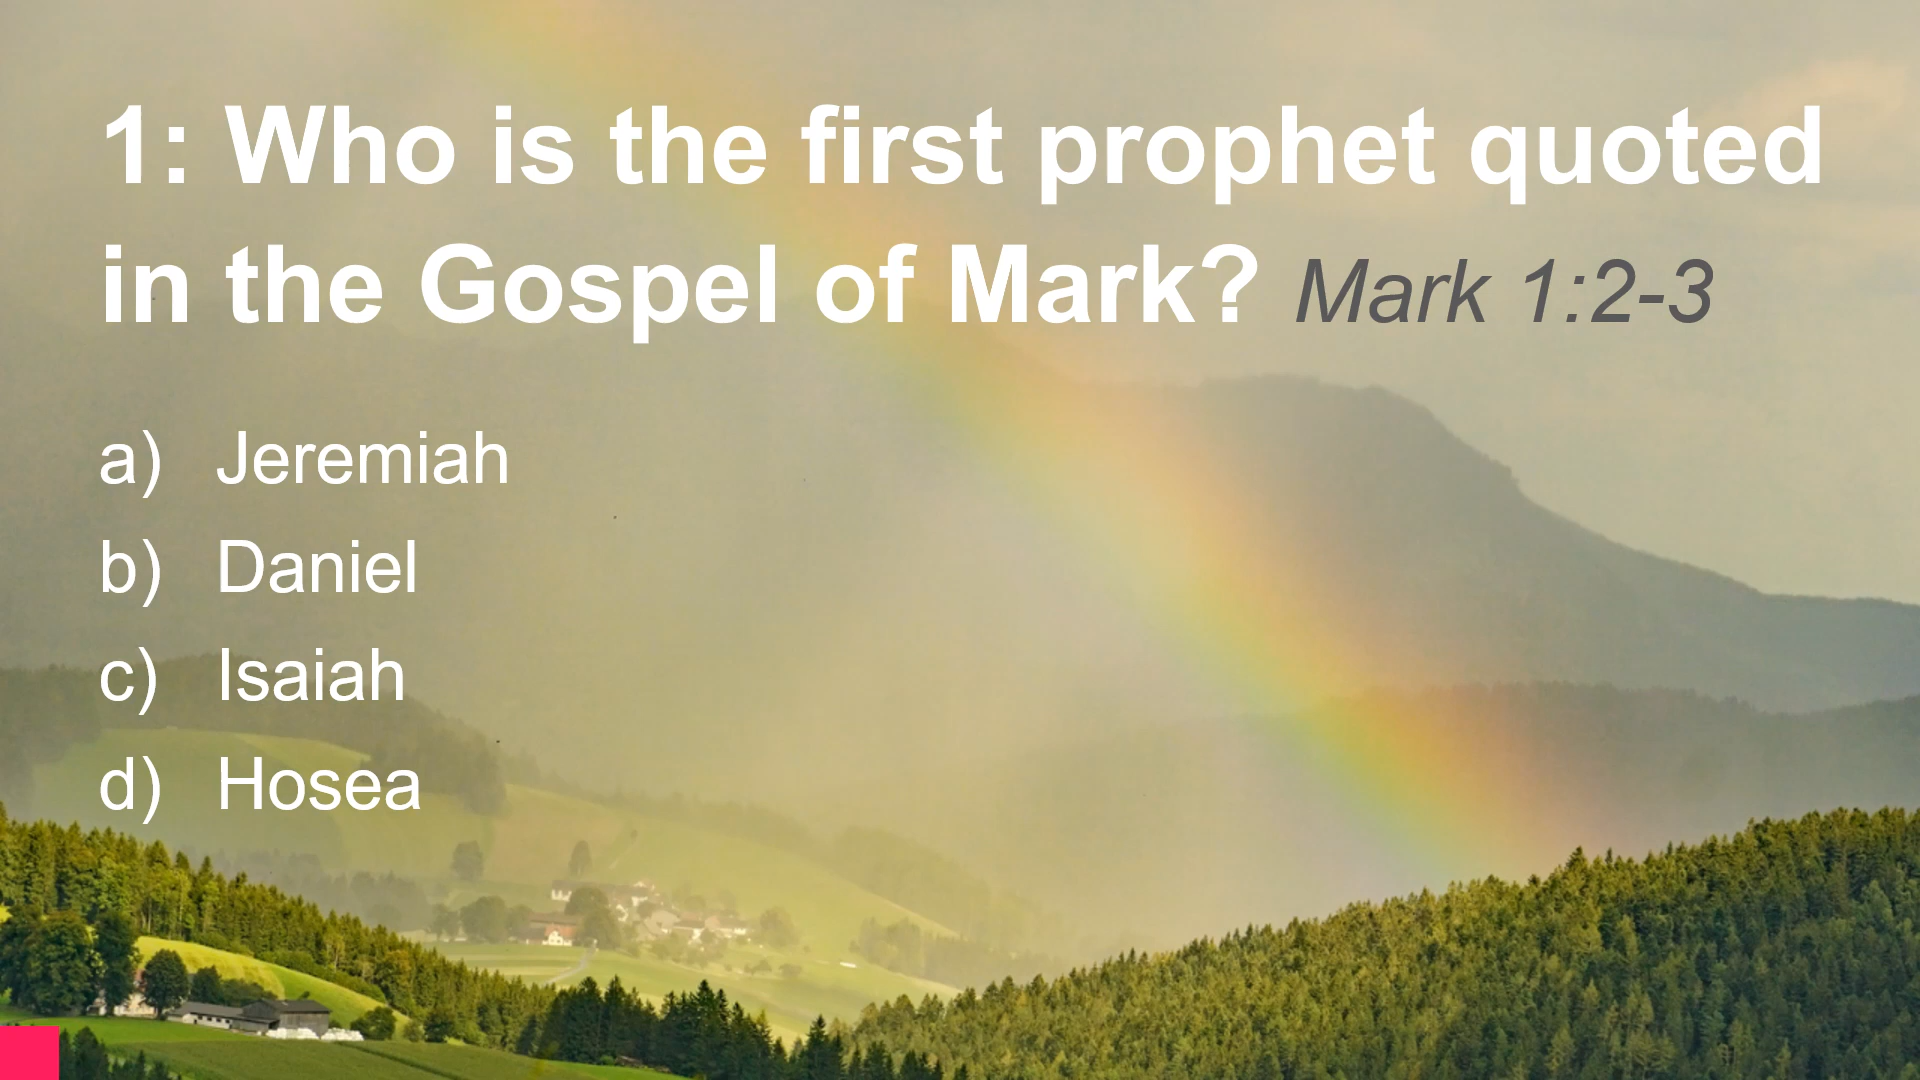 1: Who is the first prophet quoted
in the Gospel of Mark? Mark 1:2-3
a) Jeremiah
b) Daniel
c) Isaiah
d) Hosea